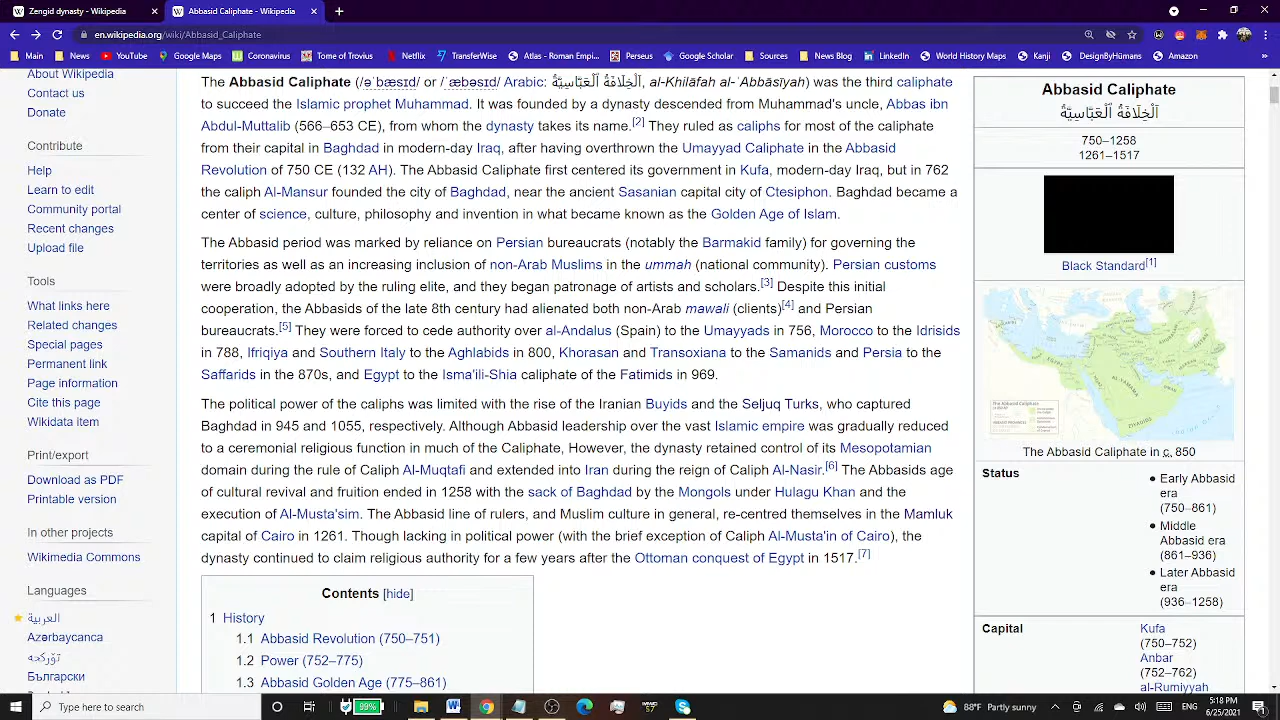 Zengid dynasty - Wikipedia
Abbasid Caliphate - Wikipedia
en.wikipedia.org/wiki/Abbasid_Caliphate
Main News YouTube Google Maps Coronavirus Tome of Trovius Netflix TransferWise Atlas - Roman Empi... Perseus Google Scholar Sources News Blog LinkedIn World History Maps Kanji DesignByHumans Amazon
About Wikipedia
Contact us
Donate
Contribute
Help
Learn to edit
Community portal
Recent changes
Upload file
Tools
What links here
Related changes
Special pages
Permanent link
Page information
Cite this page
Wikidata item
Print/export
Download as PDF
Printable version
In other projects
Wikimedia Commons
Languages
العربية
Azərbaycanca
تۆرکجه
Български
The Abbasid Caliphate (/əˈbæsɪd/ or /ˈæbəsɪd/ Arabic: اَلْخِلَافَةُ ٱلْعَبَّاسِيَّةُ, al-Khilāfah al-ʿAbbāsīyah) was the third caliphate
to succeed the Islamic prophet Muhammad. It was founded by a dynasty descended from Muhammad's uncle, Abbas ibn
Abdul-Muttalib (566–653 CE), from whom the dynasty takes its name.[2] They ruled as caliphs for most of the caliphate
from their capital in Baghdad in modern-day Iraq, after having overthrown the Umayyad Caliphate in the Abbasid
Revolution of 750 CE (132 AH). The Abbasid Caliphate first centered its government in Kufa, modern-day Iraq, but in 762
the caliph Al-Mansur founded the city of Baghdad, near the ancient Sasanian capital city of Ctesiphon. Baghdad became a
center of science, culture, philosophy and invention in what became known as the Golden Age of Islam.
The Abbasid period was marked by reliance on Persian bureaucrats (notably the Barmakid family) for governing the
territories as well as an increasing inclusion of non-Arab Muslims in the ummah (national community). Persian customs
were broadly adopted by the ruling elite, and they began patronage of artists and scholars.[3] Despite this initial
cooperation, the Abbasids of the late 8th century had alienated both non-Arab mawali (clients)[4] and Persian
bureaucrats.[5] They were forced to cede authority over al-Andalus (Spain) to the Umayyads in 756, Morocco to the Idrisids
in 788, Ifriqiya and Southern Italy to the Aghlabids in 800, Khorasan and Transoxiana to the Samanids and Persia to the
Saffarids in the 870s, and Egypt to the Isma'ili-Shia caliphate of the Fatimids in 969.
The political power of the caliphs was limited with the rise of the Iranian Buyids and the Seljuq Turks, who captured
Baghdad in 945 and 1055, respectively. Although Abbasid leadership over the vast Islamic empire was gradually reduced
to a ceremonial religious function in much of the Caliphate, However, the dynasty retained control of its Mesopotamian
domain during the rule of Caliph Al-Muqtafi and extended into Iran during the reign of Caliph Al-Nasir.[6] The Abbasids age
of cultural revival and fruition ended in 1258 with the sack of Baghdad by the Mongols under Hulagu Khan and the
execution of Al-Musta'sim. The Abbasid line of rulers, and Muslim culture in general, re-centred themselves in the Mamluk
capital of Cairo in 1261. Though lacking in political power (with the brief exception of Caliph Al-Musta'in of Cairo), the
dynasty continued to claim religious authority for a few years after the Ottoman conquest of Egypt in 1517.[7]
Contents [hide]
1 History
1.1 Abbasid Revolution (750–751)
1.2 Power (752–775)
1.3 Abbasid Golden Age (775–861)
Abbasid Caliphate
اَلْخِلَافَةُ ٱلْعَبَّاسِيَّةُ
750–1258
1261–1517
Black Standard[1]
The Abbasid Caliphate in c. 850
Status
Early Abbasid
era
(750–861)
Middle
Abbasid era
(861–936)
Later Abbasid
era
(936–1258)
Capital
Kufa
(750–752)
Anbar
(752–762)
al-Rumiyyah
Type here to search
99%
88°F Partly sunny
5:18 PM
6/25/2021